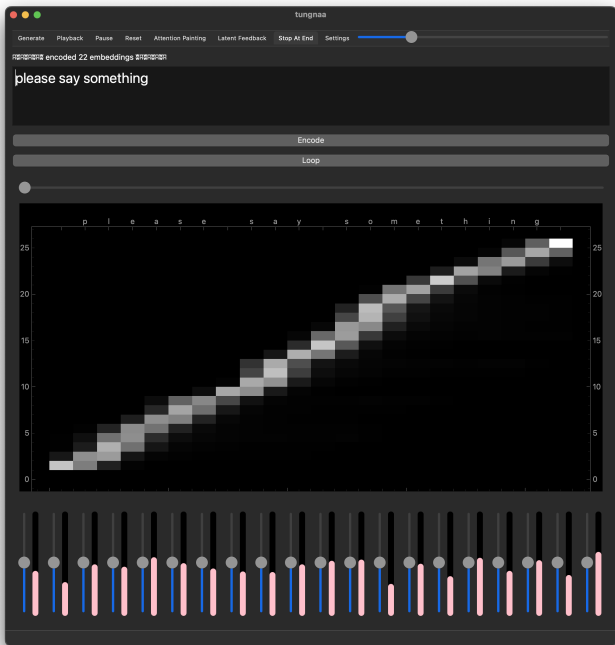 tungnaa
Generate Playback Pause Reset Attention Painting Latent Feedback Stop At End Settings
encoded 22 embeddings
please say something
Encode
Loop
p l e a s e s a y s o m e t h i n g
25 25
20 20
15 15
10 10
5 5
0 0